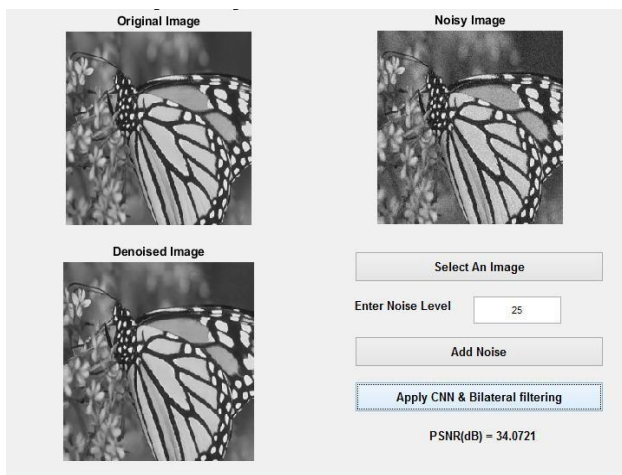 Original Image
Noisy Image
Denoised Image
Select An Image
Enter Noise Level
25
Add Noise
Apply CNN & Bilateral filtering
PSNR(dB) = 34.0721